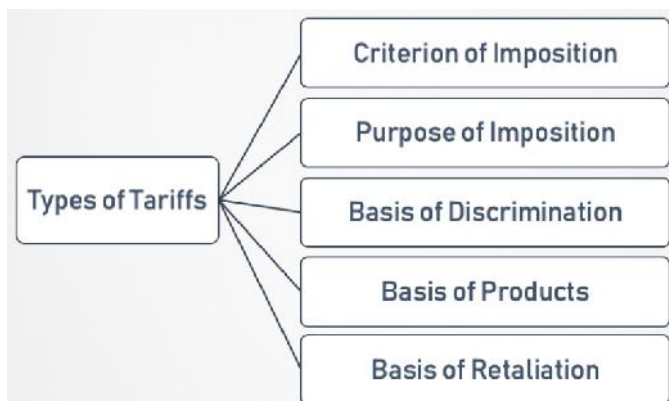 Types of Tariffs
Criterion of Imposition
Purpose of Imposition
Basis of Discrimination
Basis of Products
Basis of Retaliation